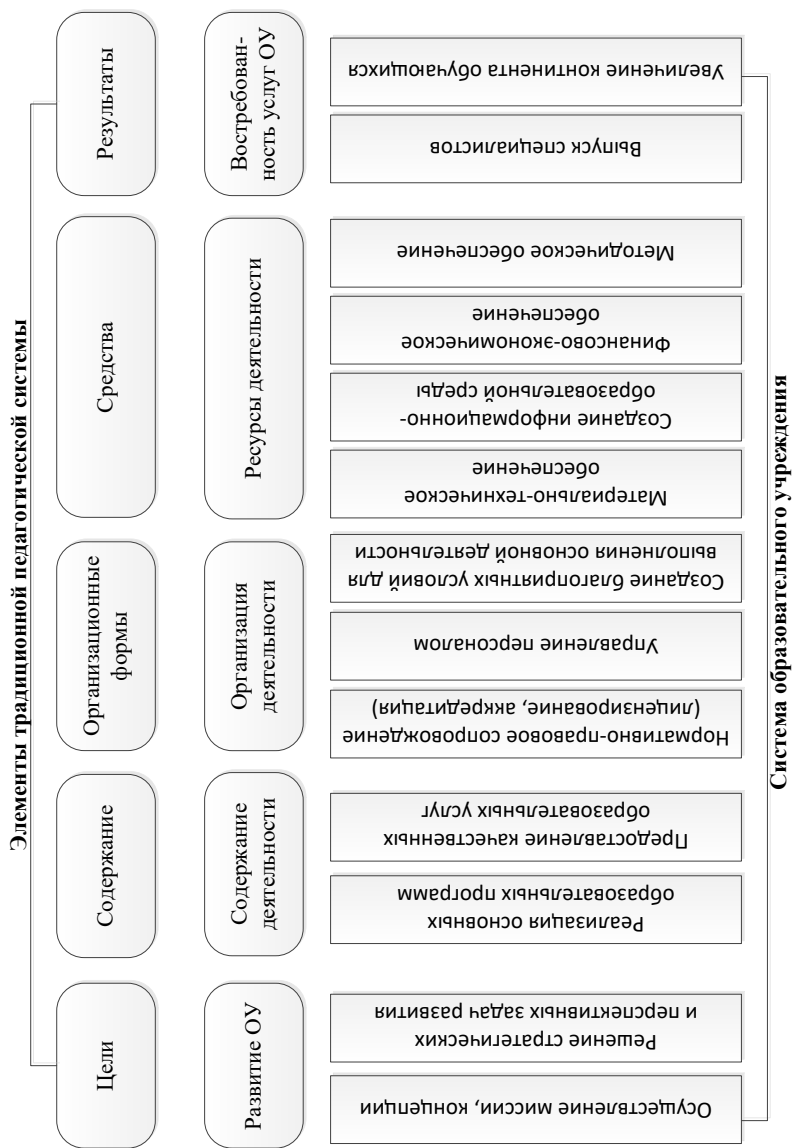 Элементы традиционной педагогической системы
Цели
Содержание
Организационные
формы
Средства
Результаты
Развитие ОУ
Содержание
деятельности
Организация
деятельности
Ресурсы деятельности
Востребован-
ность услуг ОУ
Осуществление миссии, концепции
Решение стратегических
и перспективных задач развития
Реализация основных
образовательных программ
Предоставление качественных
образовательных услуг
Нормативно-правовое сопровождение
(лицензирование, аккредитация)
Управление персоналом
Создание благоприятных условий для
выполнения основной деятельности
Материально-техническое
обеспечение
Создание информационно-
образовательной среды
Финансово-экономическое
обеспечение
Методическое обеспечение
Выпуск специалистов
Увеличение континента обучающихся
Система образовательного учреждения